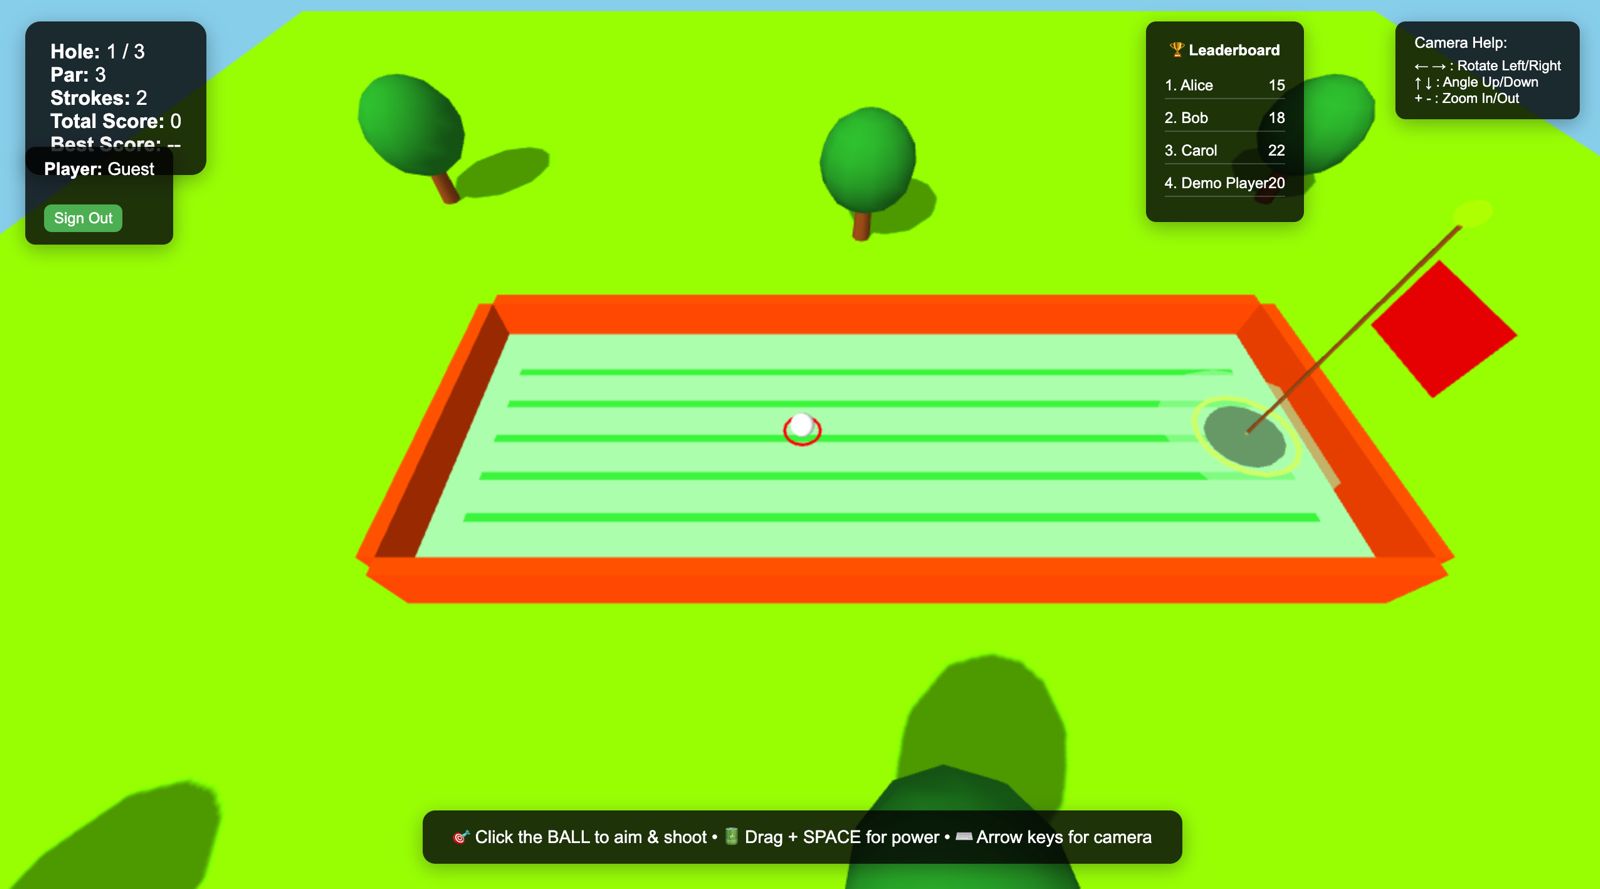 Hole: 1 / 3
Par: 3
Strokes: 2
Total Score: 0
Best Score: --
Player: Guest
Sign Out
🏆 Leaderboard
1. Alice 15
2. Bob 18
3. Carol 22
4. Demo Player20
Camera Help:
←→ : Rotate Left/Right
↑↓ : Angle Up/Down
+ - : Zoom In/Out
🎯 Click the BALL to aim & shoot • 🔋 Drag + SPACE for power • ⌨️ Arrow keys for camera